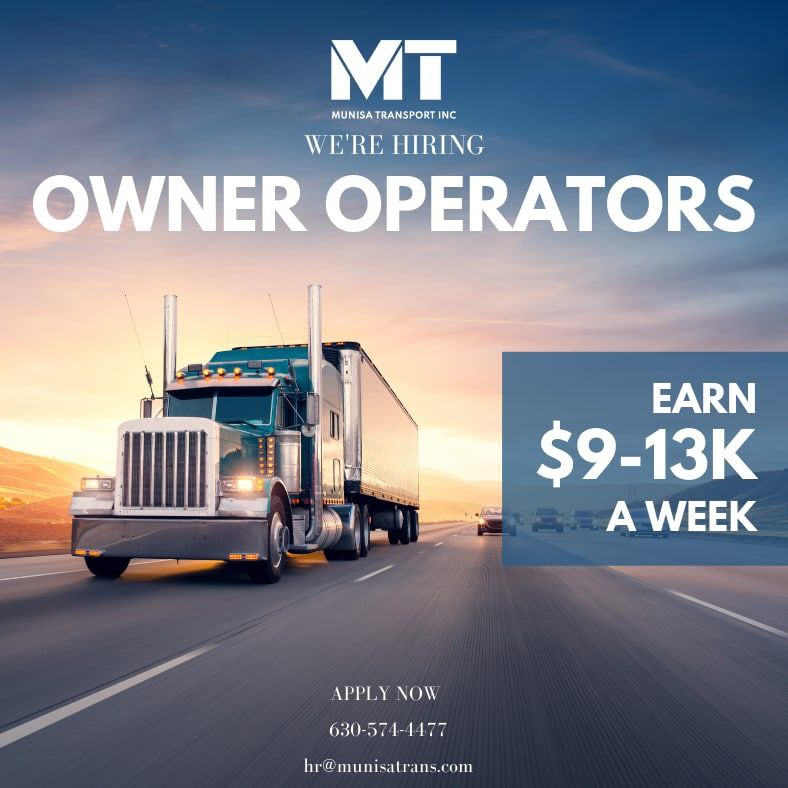 MT
MUNISA TRANSPORT INC
WE'RE HIRING
OWNER OPERATORS
EARN
$9-13K
A WEEK
APPLY NOW
630-574-4477
hr@munisatrans.com